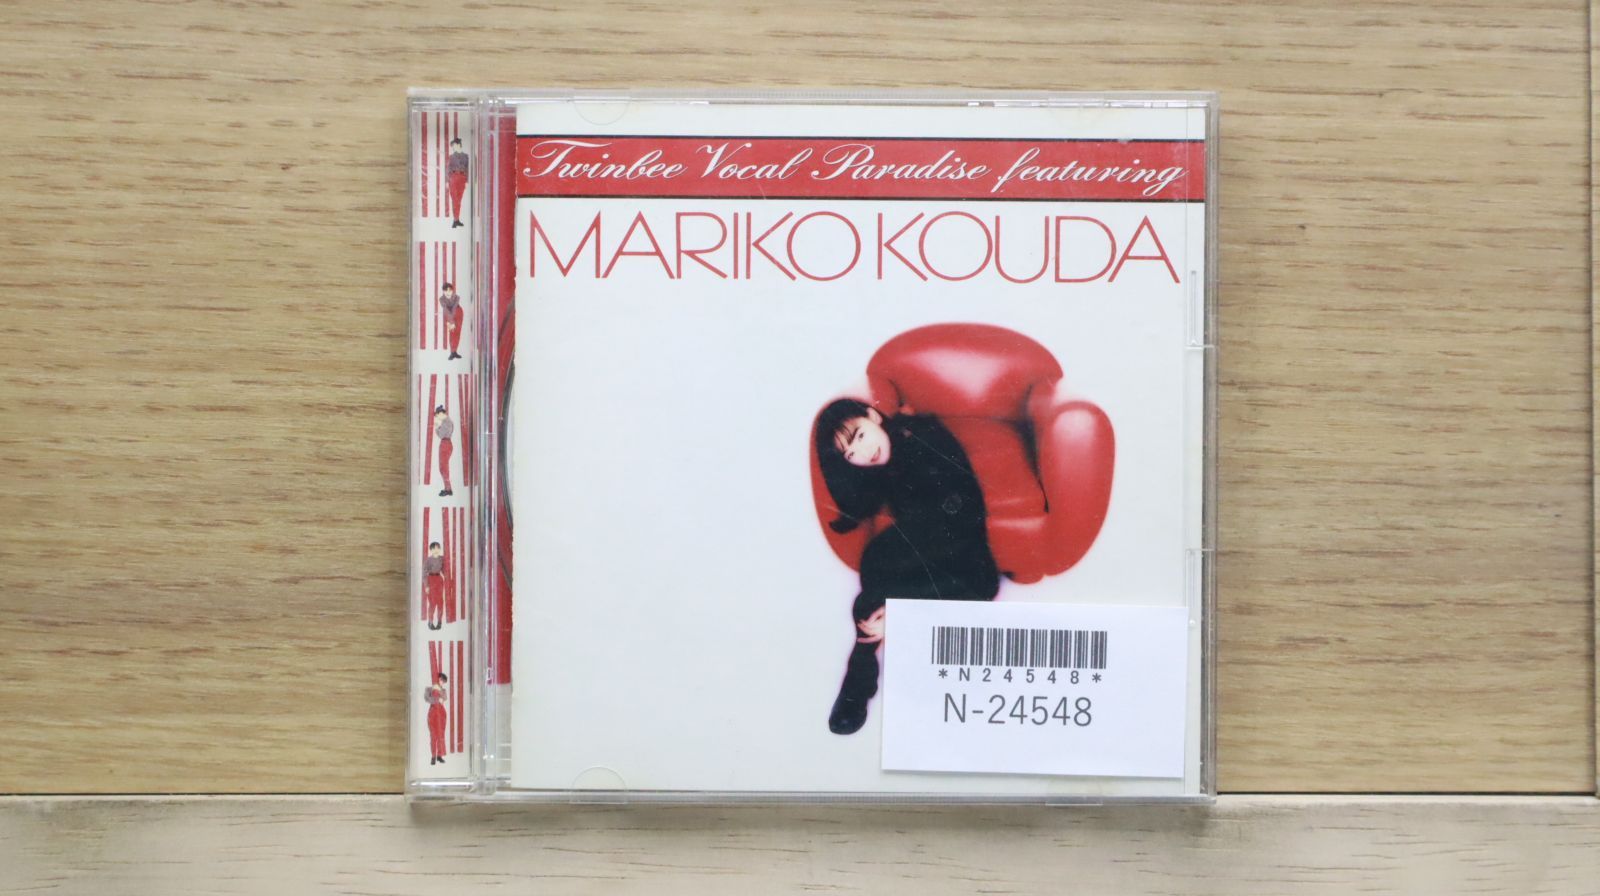 Twinbee Vocal Paradise featuring
MARIKO KOUDA
*N24548*
N-24548